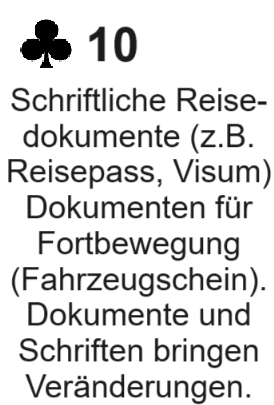 ♣ 10
Schriftliche Reise-
dokumente (z.B.
Reisepass, Visum)
Dokumenten für
Fortbewegung
(Fahrzeugschein).
Dokumente und
Schriften bringen
Veränderungen.